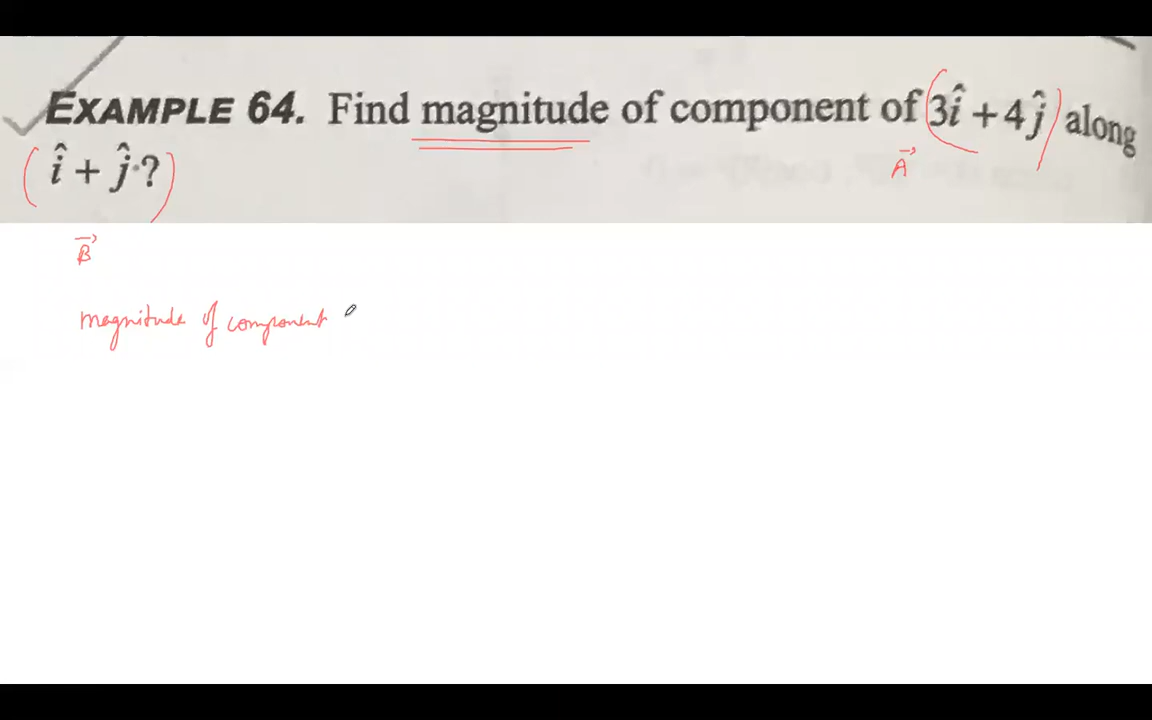 EXAMPLE 64. Find magnitude of component of 3î + 4ĵ along
(î + ĵ ?)
A⃗
B⃗
magnitude of component